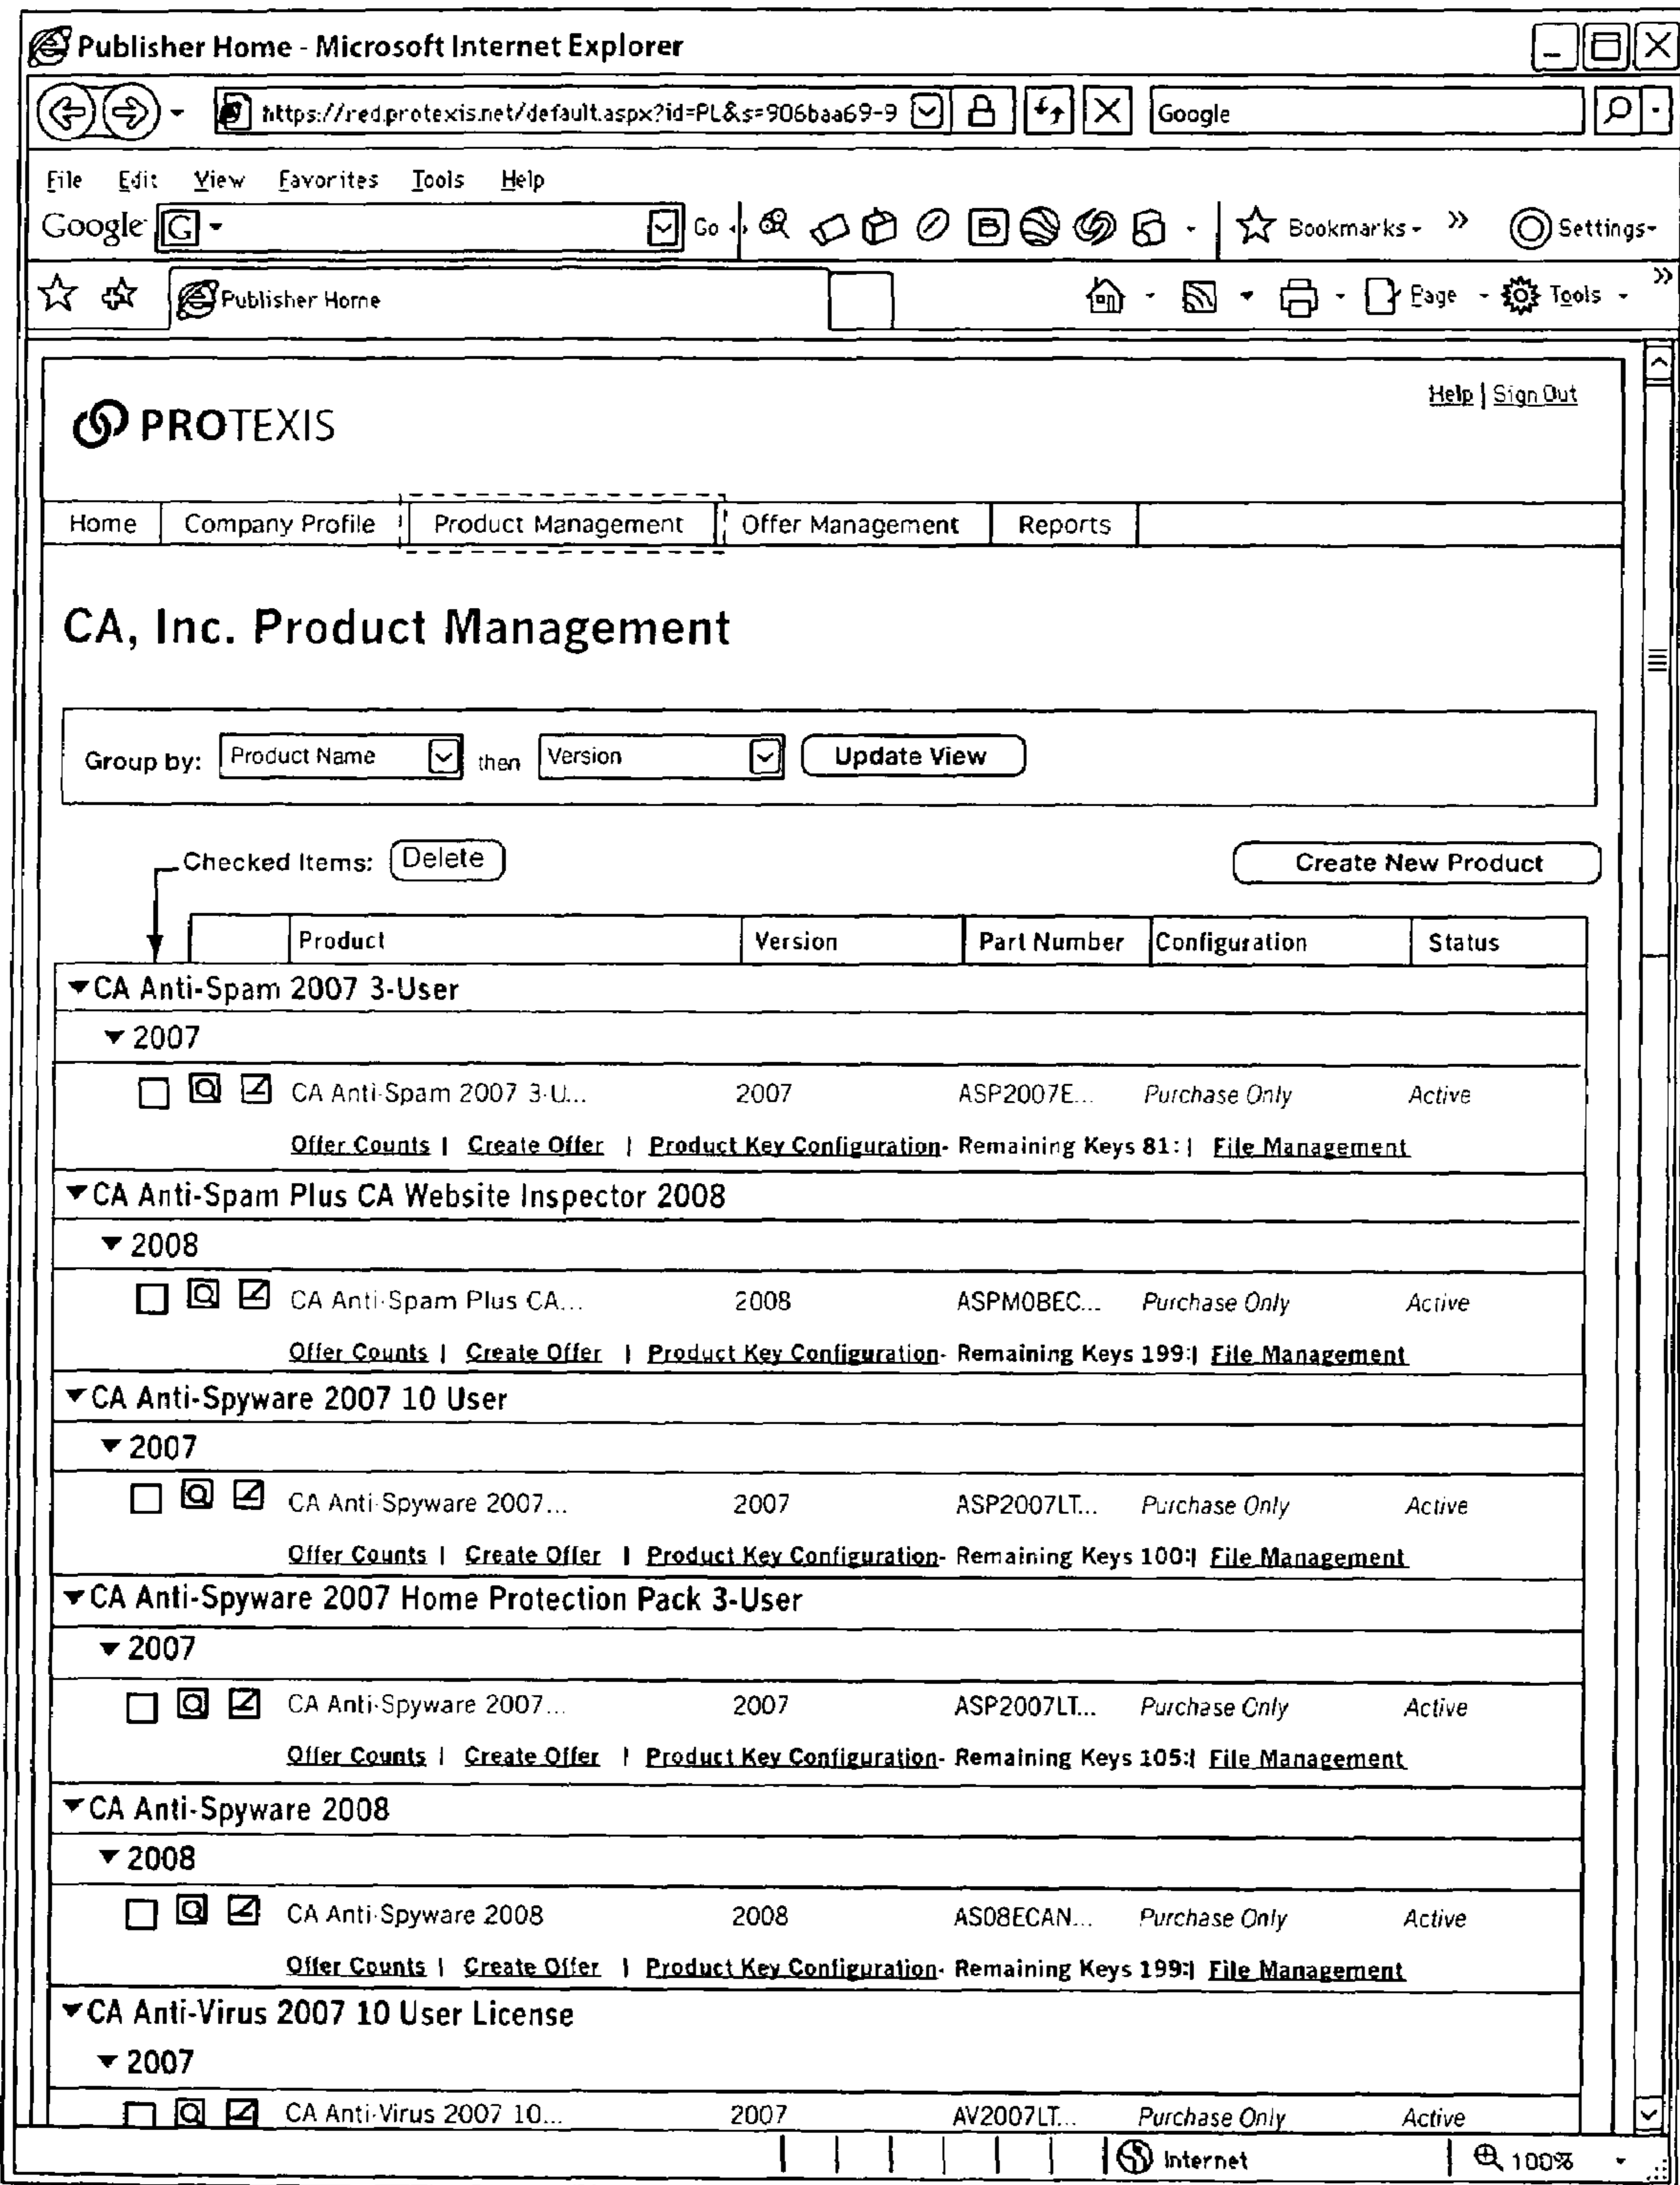 Publisher Home - Microsoft Internet Explorer
https://red.protexis.net/default.aspx?id=PL&s=906baa69-9
Google
File Edit View Favorites Tools Help
Google G Go B Bookmarks - » Settings-
Publisher Home Page - Tools - »
Help | Sign Out
PROTEXIS
Home Company Profile Product Management Offer Management Reports
CA, Inc. Product Management
Group by: Product Name then Version Update View
Checked Items: Delete Create New Product
Product Version Part Number Configuration Status
CA Anti-Spam 2007 3-User
2007
CA Anti-Spam 2007 3-U... 2007 ASP2007E... Purchase Only Active
Offer Counts | Create Offer | Product Key Configuration- Remaining Keys 81: | File Management
CA Anti-Spam Plus CA Website Inspector 2008
2008
CA Anti-Spam Plus CA... 2008 ASPM0BEC... Purchase Only Active
Offer Counts | Create Offer | Product Key Configuration- Remaining Keys 199:| File Management
CA Anti-Spyware 2007 10 User
2007
CA Anti-Spyware 2007... 2007 ASP2007LT... Purchase Only Active
Offer Counts | Create Offer | Product Key Configuration- Remaining Keys 100:| File Management
CA Anti-Spyware 2007 Home Protection Pack 3-User
2007
CA Anti-Spyware 2007... 2007 ASP2007LT... Purchase Only Active
Offer Counts | Create Offer | Product Key Configuration- Remaining Keys 105:| File Management
CA Anti-Spyware 2008
2008
CA Anti-Spyware 2008 2008 AS08ECAN... Purchase Only Active
Offer Counts | Create Offer | Product Key Configuration- Remaining Keys 199:| File Management
CA Anti-Virus 2007 10 User License
2007
CA Anti-Virus 2007 10... 2007 AV2007LT... Purchase Only Active
Internet 100%